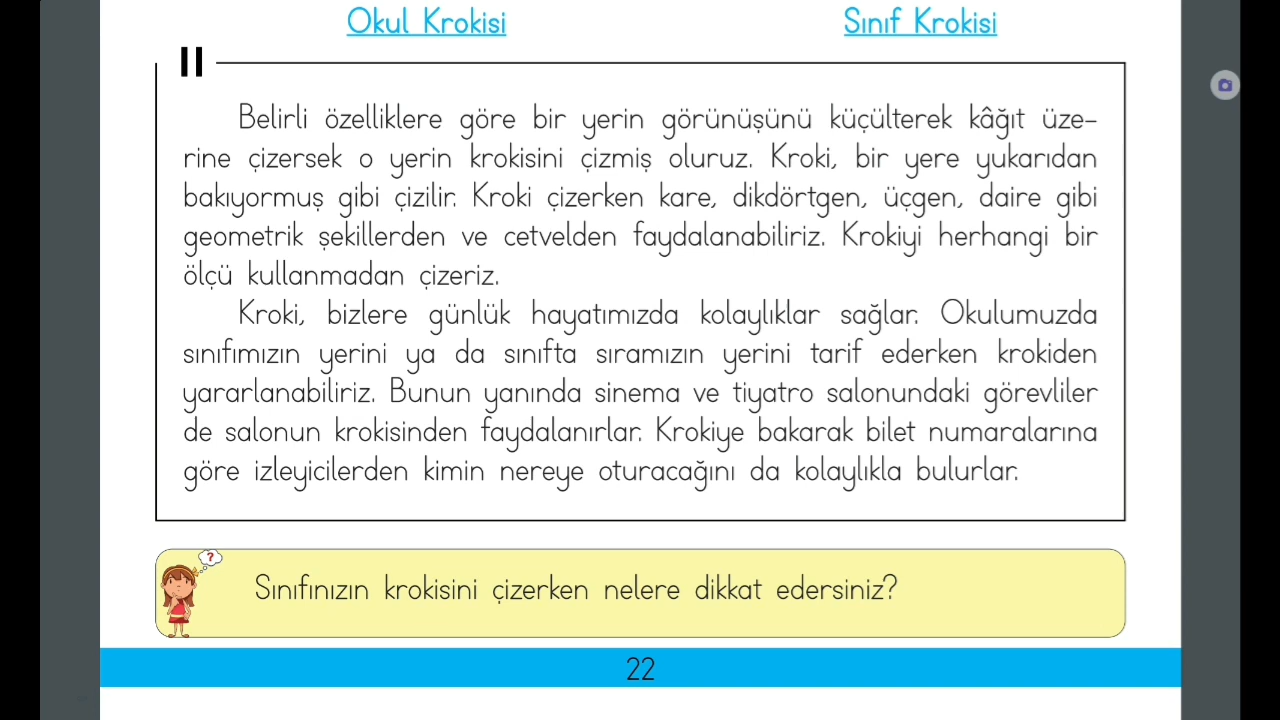 Okul Krokisi
Sınıf Krokisi
Belirli özelliklere göre bir yerin görünüşünü küçülterek kâğıt üze-
rine çizersek o yerin krokisini çizmiş oluruz. Kroki, bir yere yukarıdan
bakıyormuş gibi çizilir. Kroki çizerken kare, dikdörtgen, üçgen, daire gibi
geometrik şekillerden ve cetvelden faydalanabiliriz. Krokiyi herhangi bir
ölçü kullanmadan çizeriz.
Kroki, bizlere günlük hayatımızda kolaylıklar sağlar. Okulumuzda
sınıfımızın yerini ya da sınıfta sıramızın yerini tarif ederken krokiden
yararlanabiliriz. Bunun yanında sinema ve tiyatro salonundaki görevliler
de salonun krokisinden faydalanırlar. Krokiye bakarak bilet numaralarına
göre izleyicilerden kimin nereye oturacağını da kolaylıkla bulurlar.
?
Sınıfınızın krokisini çizerken nelere dikkat edersiniz?
22